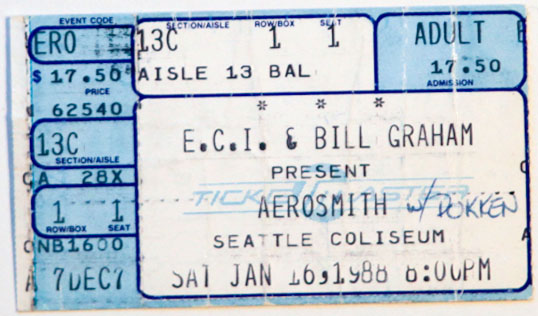 EVENT CODE SECTION/AISLE ROW/BOX SEAT
ERO 13C 1 1 ADULT
$ 17.50 AISLE 13 BAL 17.50
PRICE ADMISSION
62540 * * *
13C E.C.I. & BILL GRAHAM
SECTION/AISLE PRESENT
CA 28X TICKETMASTER
1 1 AEROSMITH w/ DOKKEN
ROW/BOX SEAT
CNB1600 SEATTLE COLISEUM
A 7DEC7 SAT JAN 16,1988 8:00PM